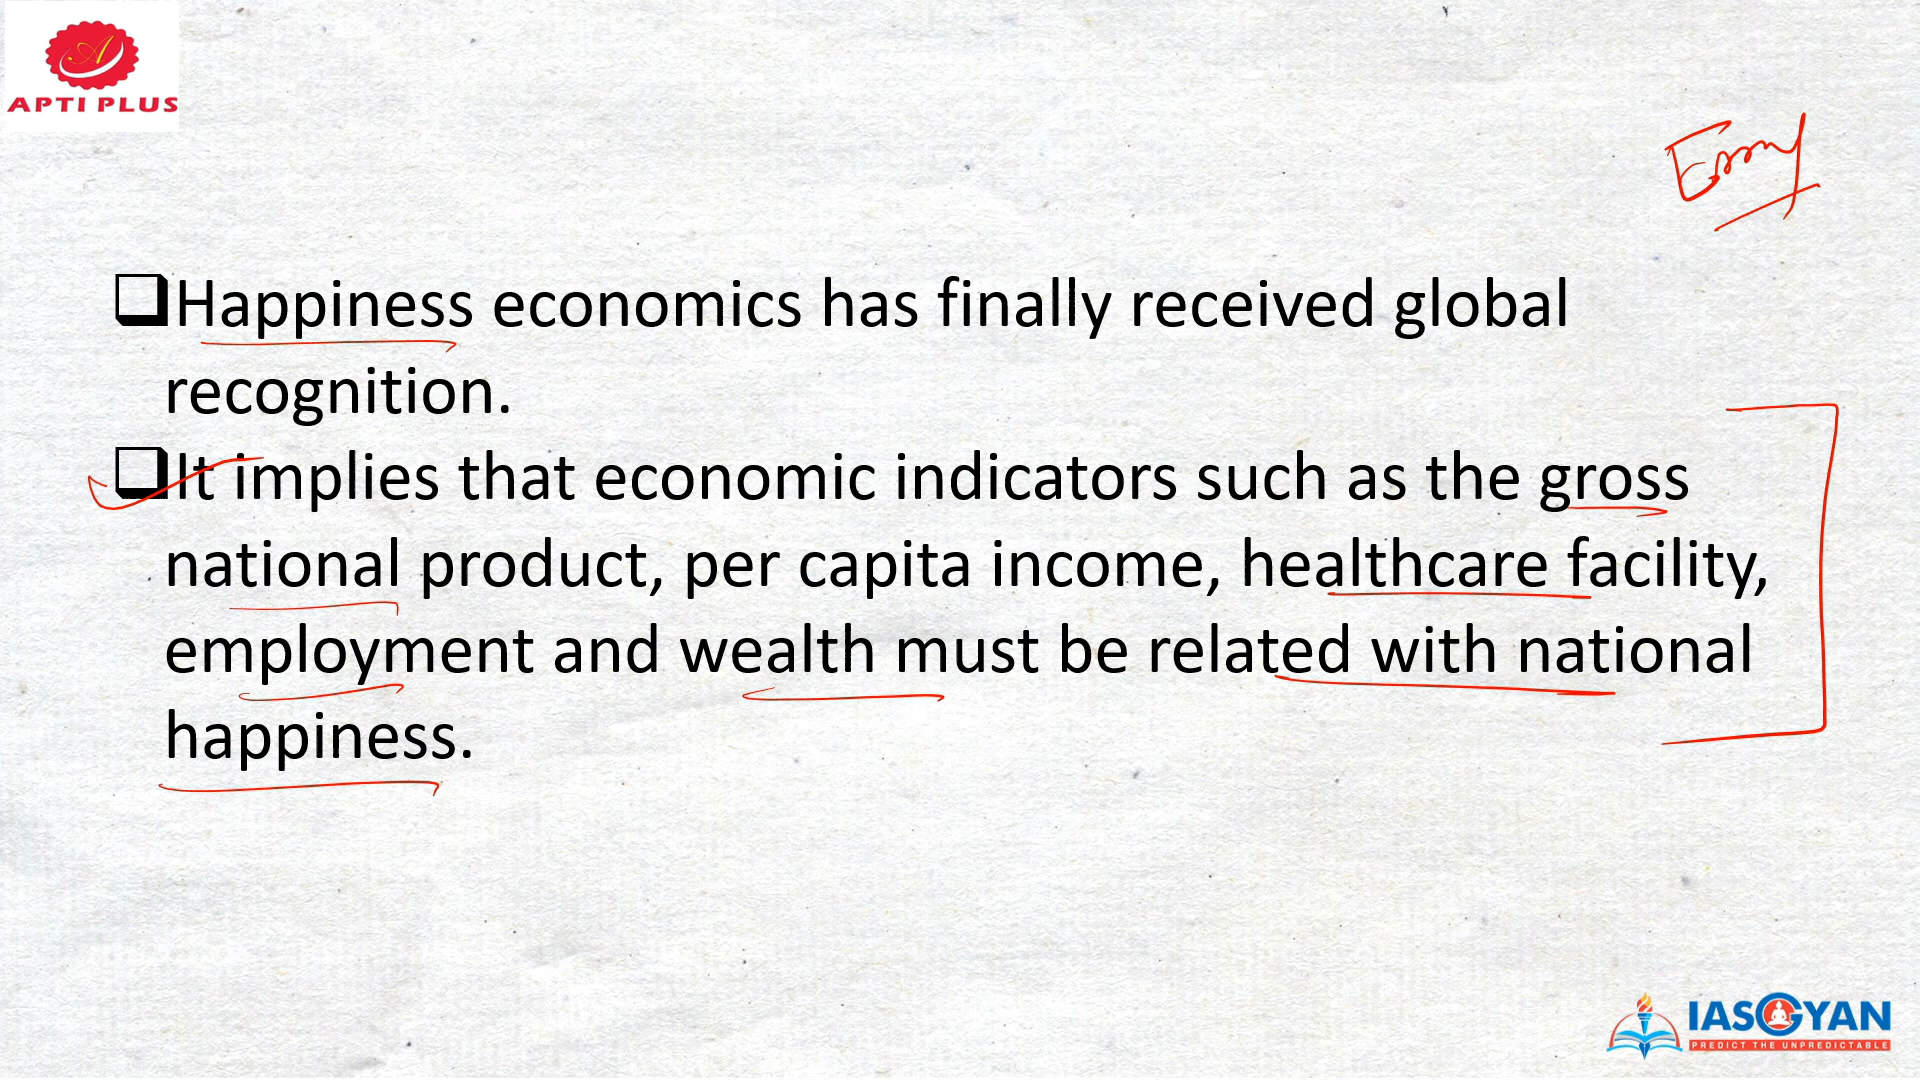 APTI PLUS
Essay
❑Happiness economics has finally received global
recognition.
❑It implies that economic indicators such as the gross
national product, per capita income, healthcare facility,
employment and wealth must be related with national
happiness.
IASGYAN
PREDICT THE UNPREDICTABLE